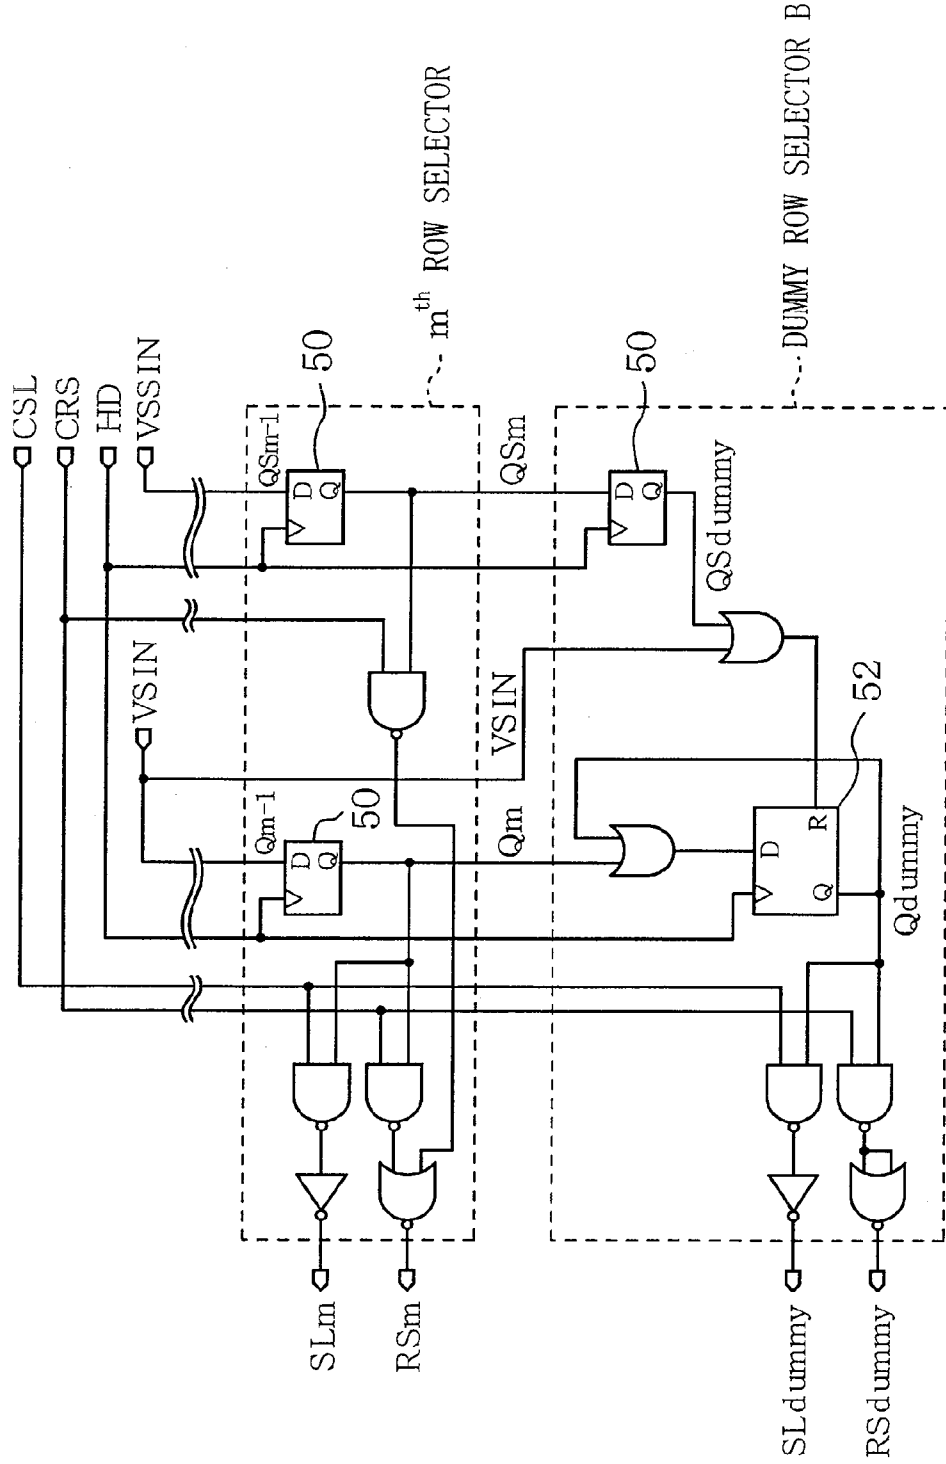 CSL
CRS
HD
VSSIN
VSIN
QSm-1
D
Q
50
mth ROW SELECTOR
Qm-1
D
Q
50
QSm
VSIN
Qm
D
Q
50
DUMMY ROW SELECTOR B
QSdummy
D
R
Q
52
Qdummy
SLm
RSm
SLdummy
RSdummy